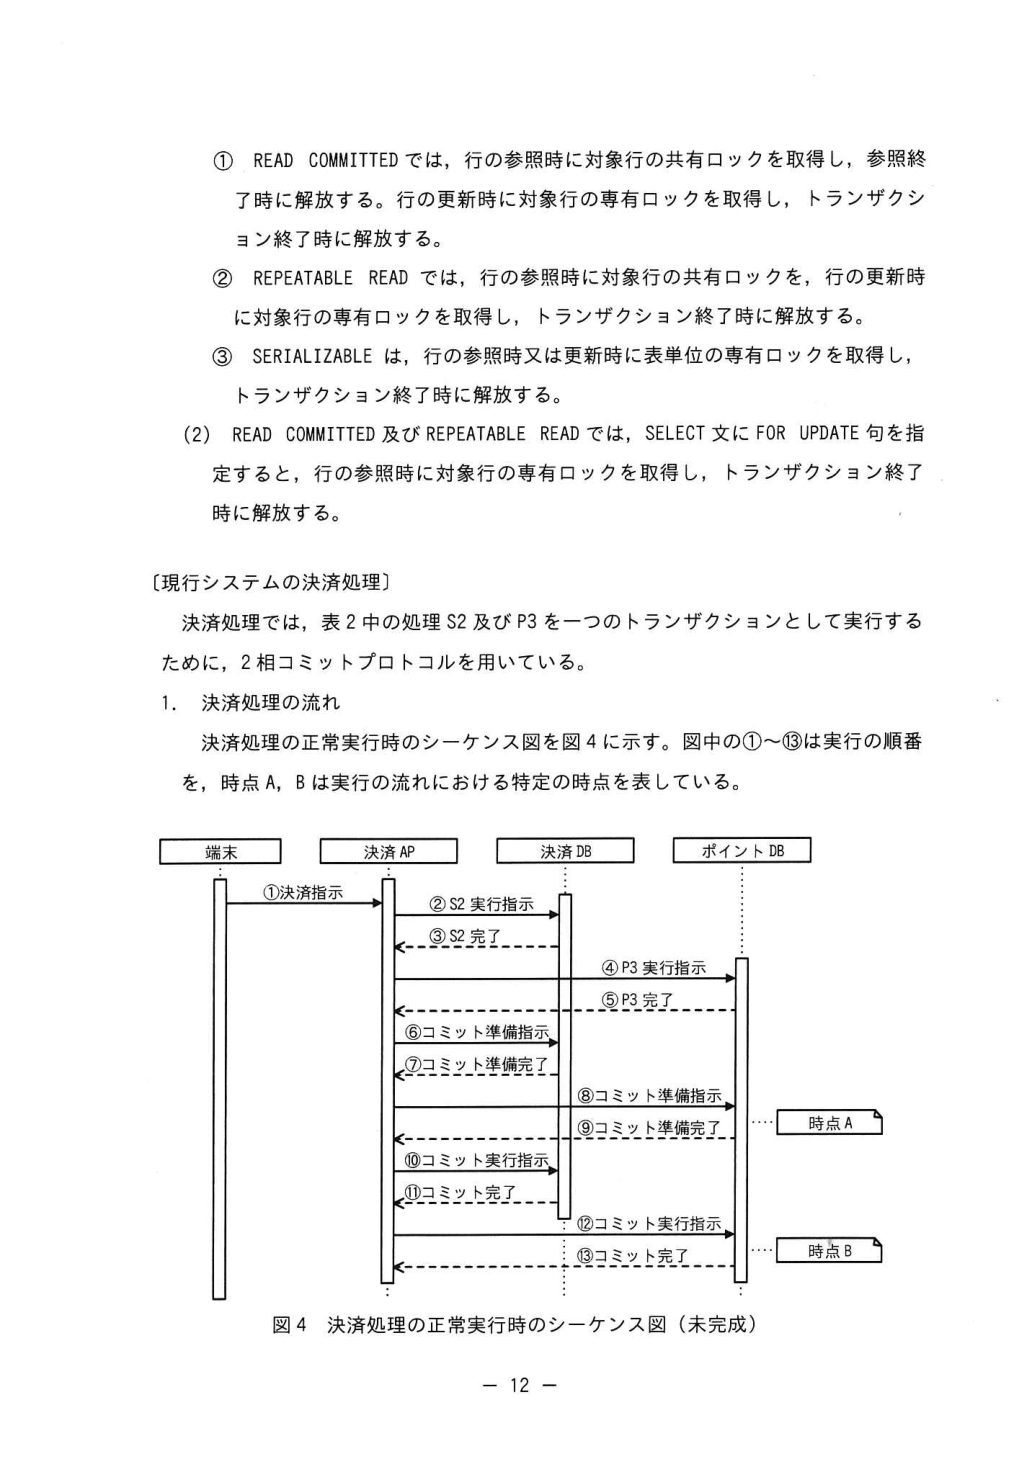 ① READ COMMITTED では，行の参照時に対象行の共有ロックを取得し，参照終
了時に解放する。行の更新時に対象行の専有ロックを取得し，トランザクシ
ョン終了時に解放する。
② REPEATABLE READ では，行の参照時に対象行の共有ロックを，行の更新時
に対象行の専有ロックを取得し，トランザクション終了時に解放する。
③ SERIALIZABLE は，行の参照時又は更新時に表単位の専有ロックを取得し，
トランザクション終了時に解放する。
(2) READ COMMITTED 及び REPEATABLE READ では，SELECT 文に FOR UPDATE 句を指
定すると，行の参照時に対象行の専有ロックを取得し，トランザクション終了
時に解放する。
〔現行システムの決済処理〕
決済処理では，表 2 中の処理 S2 及び P3 を一つのトランザクションとして実行する
ために，2 相コミットプロトコルを用いている。
1． 決済処理の流れ
決済処理の正常実行時のシーケンス図を図 4 に示す。図中の①～⑬は実行の順番
を，時点 A，B は実行の流れにおける特定の時点を表している。
端末 決済 AP 決済 DB ポイント DB
①決済指示
② S2 実行指示
③ S2 完了
④ P3 実行指示
⑤ P3 完了
⑥コミット準備指示
⑦コミット準備完了
⑧コミット準備指示
時点 A
⑨コミット準備完了
⑩コミット実行指示
⑪コミット完了
⑫コミット実行指示
時点 B
⑬コミット完了
図 4 決済処理の正常実行時のシーケンス図（未完成）
－ 12 －